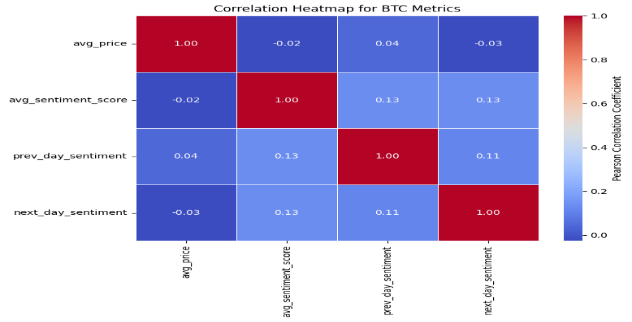 Correlation Heatmap for BTC Metrics
avg_price 1.00 -0.02 0.04 -0.03
avg_sentiment_score -0.02 1.00 0.13 0.13
prev_day_sentiment 0.04 0.13 1.00 0.11
next_day_sentiment -0.03 0.13 0.11 1.00
avg_price
avg_sentiment_score
prev_day_sentiment
next_day_sentiment
1.0
0.8
0.6
0.4
0.2
0.0
Pearson Correlation Coefficient